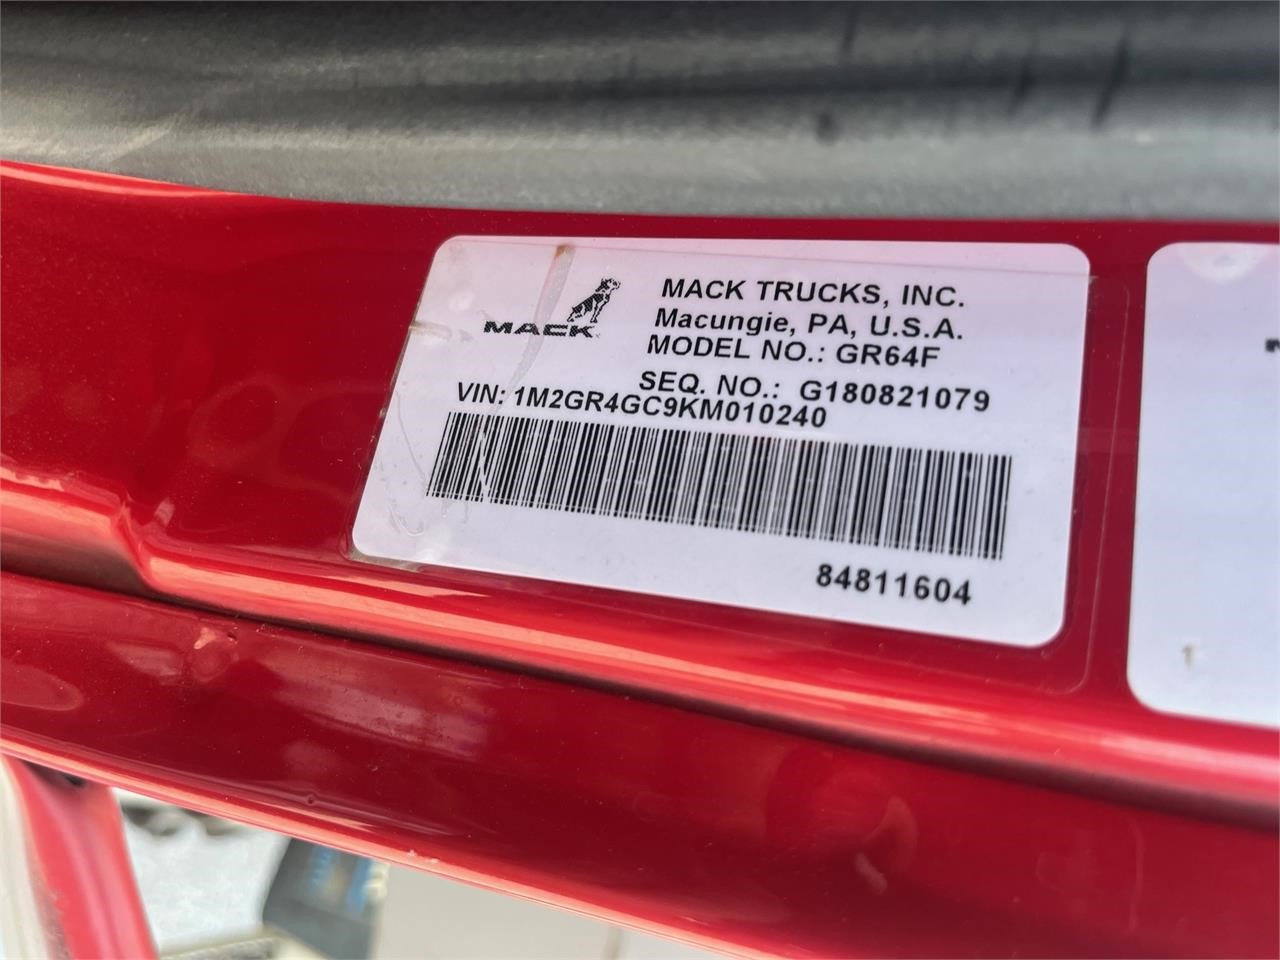 MACK
MACK TRUCKS, INC.
Macungie, PA, U.S.A.
MODEL NO.: GR64F
SEQ. NO.: G180821079
VIN: 1M2GR4GC9KM010240
84811604